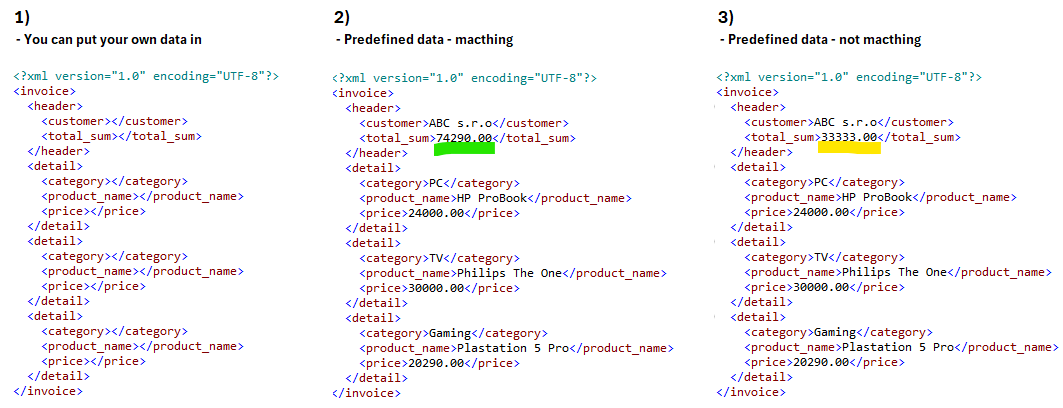 1)
- You can put your own data in
<?xml version="1.0" encoding="UTF-8"?>
<invoice>
<header>
<customer></customer>
<total_sum></total_sum>
</header>
<detail>
<category></category>
<product_name></product_name>
<price></price>
</detail>
<detail>
<category></category>
<product_name></product_name>
<price></price>
</detail>
<detail>
<category></category>
<product_name></product_name>
<price></price>
</detail>
</invoice>
2)
- Predefined data - macthing
<?xml version="1.0" encoding="UTF-8"?>
<invoice>
<header>
<customer>ABC s.r.o</customer>
<total_sum>74290.00</total_sum>
</header>
<detail>
<category>PC</category>
<product_name>HP ProBook</product_name>
<price>24000.00</price>
</detail>
<detail>
<category>TV</category>
<product_name>Philips The One</product_name>
<price>30000.00</price>
</detail>
<detail>
<category>Gaming</category>
<product_name>Plastation 5 Pro</product_name>
<price>20290.00</price>
</detail>
</invoice>
3)
- Predefined data - not macthing
<?xml version="1.0" encoding="UTF-8"?>
<invoice>
<header>
<customer>ABC s.r.o</customer>
<total_sum>33333.00</total_sum>
</header>
<detail>
<category>PC</category>
<product_name>HP ProBook</product_name>
<price>24000.00</price>
</detail>
<detail>
<category>TV</category>
<product_name>Philips The One</product_name>
<price>30000.00</price>
</detail>
<detail>
<category>Gaming</category>
<product_name>Plastation 5 Pro</product_name>
<price>20290.00</price>
</detail>
</invoice>